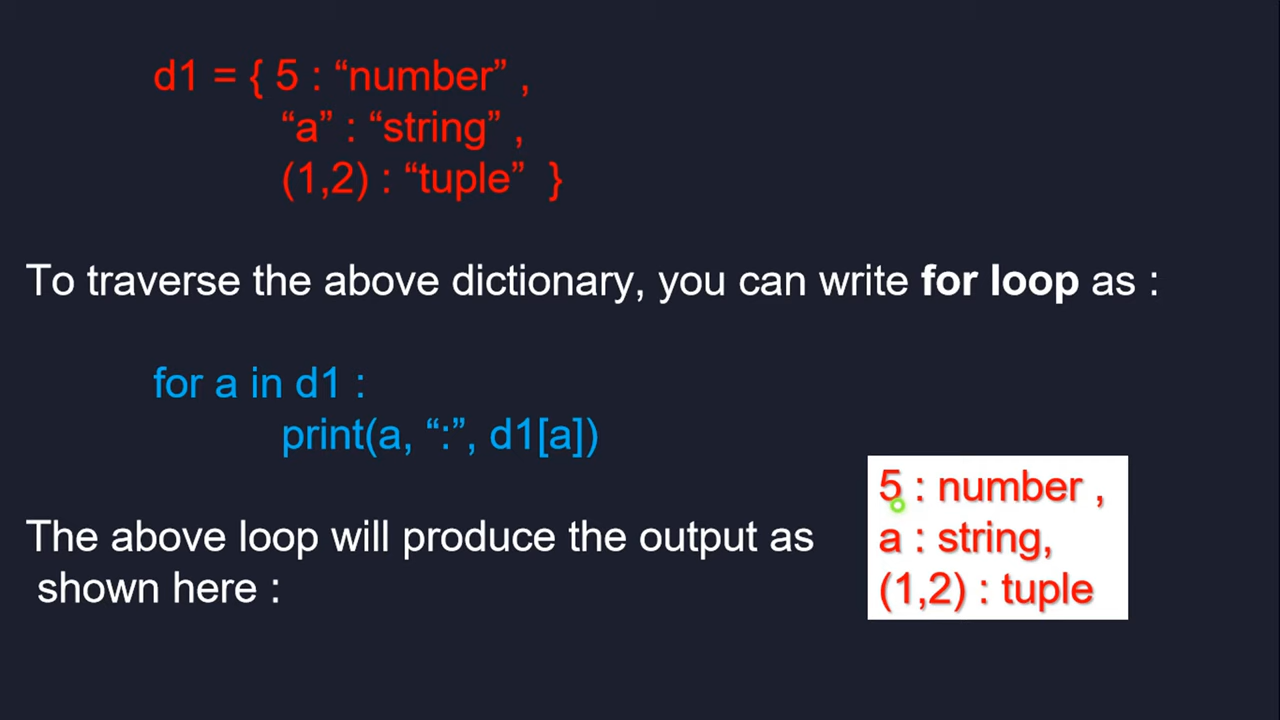 d1 = { 5 : “number” ,
“a” : “string” ,
(1,2) : “tuple” }
To traverse the above dictionary, you can write for loop as :
for a in d1 :
print(a, “:”, d1[a])
The above loop will produce the output as
shown here :
5 : number ,
a : string,
(1,2) : tuple